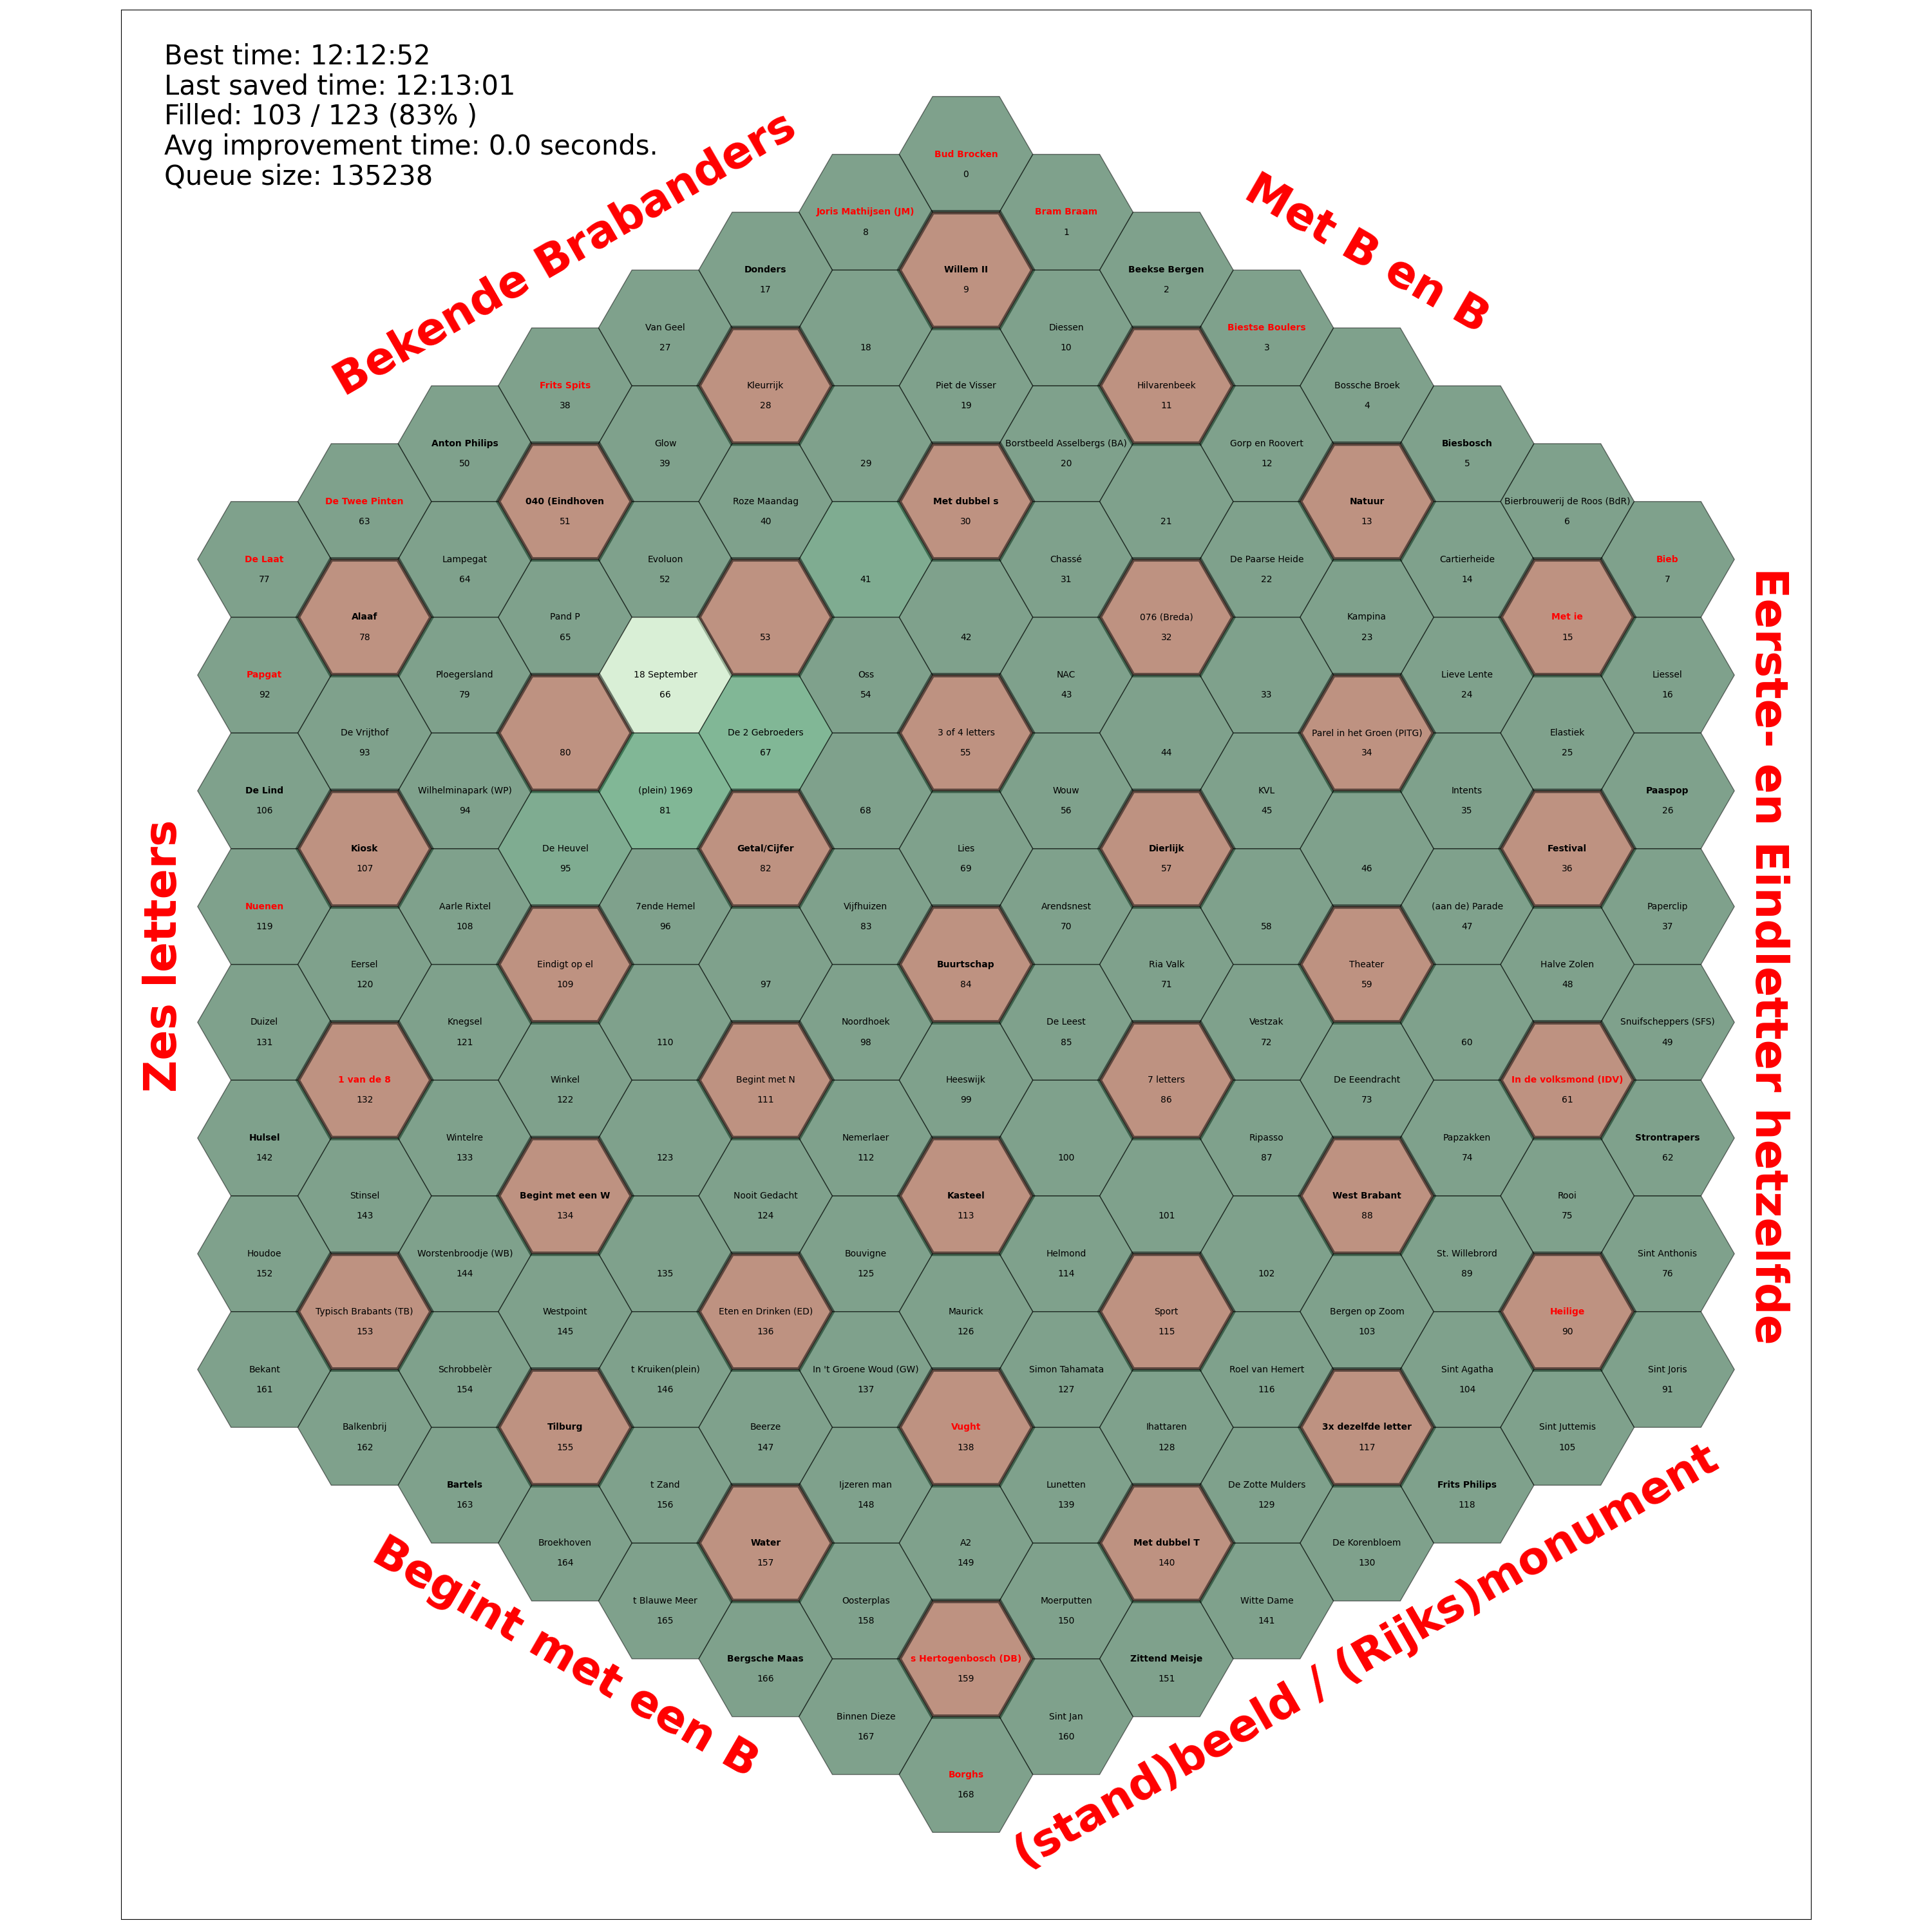 Best time: 12:12:52
Last saved time: 12:13:01
Filled: 103 / 123 (83% )
Avg improvement time: 0.0 seconds.
Queue size: 135238
Bekende Brabanders
Met B en B
Eerste- en Eindletter hetzelfde
(stand)beeld / (Rijks)monument
Begint met een B
Zes letters
Bud Brocken
0
Bram Braam
1
Beekse Bergen
2
Biestse Boulers
3
Bossche Broek
4
Biesbosch
5
Bierbrouwerij de Roos (BdR)
6
Bieb
7
Joris Mathijsen (JM)
8
Willem II
9
Diessen
10
Hilvarenbeek
11
Gorp en Roovert
12
Natuur
13
Cartierheide
14
Met ie
15
Liessel
16
Donders
17
18
Piet de Visser
19
Borstbeeld Asselbergs (BA)
20
21
De Paarse Heide
22
Kampina
23
Lieve Lente
24
Elastiek
25
Paaspop
26
Van Geel
27
Kleurrijk
28
29
Met dubbel s
30
Chassé
31
076 (Breda)
32
33
Parel in het Groen (PITG)
34
Intents
35
Festival
36
Paperclip
37
Frits Spits
38
Glow
39
Roze Maandag
40
41
42
NAC
43
44
KVL
45
46
(aan de) Parade
47
Halve Zolen
48
Snuifscheppers (SFS)
49
Anton Philips
50
040 (Eindhoven
51
Evoluon
52
53
Oss
54
3 of 4 letters
55
Wouw
56
Dierlijk
57
58
Theater
59
60
In de volksmond (IDV)
61
Strontrapers
62
De Twee Pinten
63
Lampegat
64
Pand P
65
18 September
66
De 2 Gebroeders
67
68
Lies
69
Arendsnest
70
Ria Valk
71
Vestzak
72
De Eeendracht
73
Papzakken
74
Rooi
75
Sint Anthonis
76
De Laat
77
Alaaf
78
Ploegersland
79
80
(plein) 1969
81
Getal/Cijfer
82
Vijfhuizen
83
Buurtschap
84
De Leest
85
7 letters
86
Ripasso
87
West Brabant
88
St. Willebrord
89
Heilige
90
Sint Joris
91
Papgat
92
De Vrijthof
93
Wilhelminapark (WP)
94
De Heuvel
95
7ende Hemel
96
97
Noordhoek
98
Heeswijk
99
100
101
102
Bergen op Zoom
103
Sint Agatha
104
Sint Juttemis
105
De Lind
106
Kiosk
107
Aarle Rixtel
108
Eindigt op el
109
110
Begint met N
111
Nemerlaer
112
Kasteel
113
Helmond
114
Sport
115
Roel van Hemert
116
3x dezelfde letter
117
Frits Philips
118
Nuenen
119
Eersel
120
Knegsel
121
Winkel
122
123
Nooit Gedacht
124
Bouvigne
125
Maurick
126
Simon Tahamata
127
Ihattaren
128
De Zotte Mulders
129
De Korenbloem
130
Duizel
131
1 van de 8
132
Wintelre
133
Begint met een W
134
135
Eten en Drinken (ED)
136
In 't Groene Woud (GW)
137
Vught
138
Lunetten
139
Met dubbel T
140
Witte Dame
141
Hulsel
142
Stinsel
143
Worstenbroodje (WB)
144
Westpoint
145
t Kruiken(plein)
146
Beerze
147
Ijzeren man
148
A2
149
Moerputten
150
Zittend Meisje
151
Houdoe
152
Typisch Brabants (TB)
153
Schrobbelèr
154
Tilburg
155
t Zand
156
Water
157
Oosterplas
158
s Hertogenbosch (DB)
159
Sint Jan
160
Bekant
161
Balkenbrij
162
Bartels
163
Broekhoven
164
t Blauwe Meer
165
Bergsche Maas
166
Binnen Dieze
167
Borghs
168